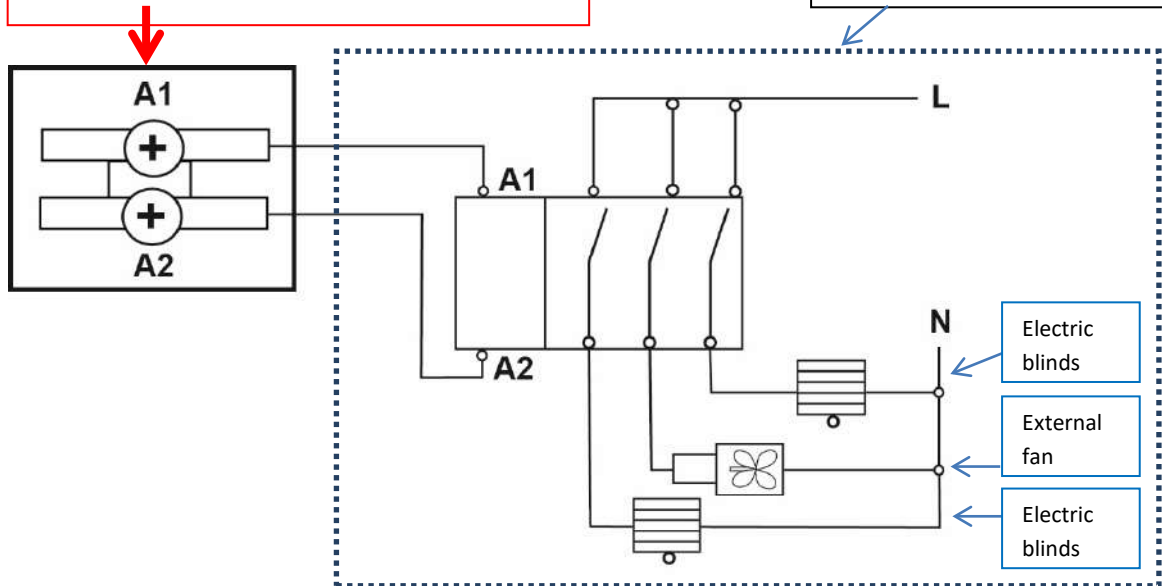 A1
A2
A1
A2
L
N
Electric
blinds
External
fan
Electric
blinds